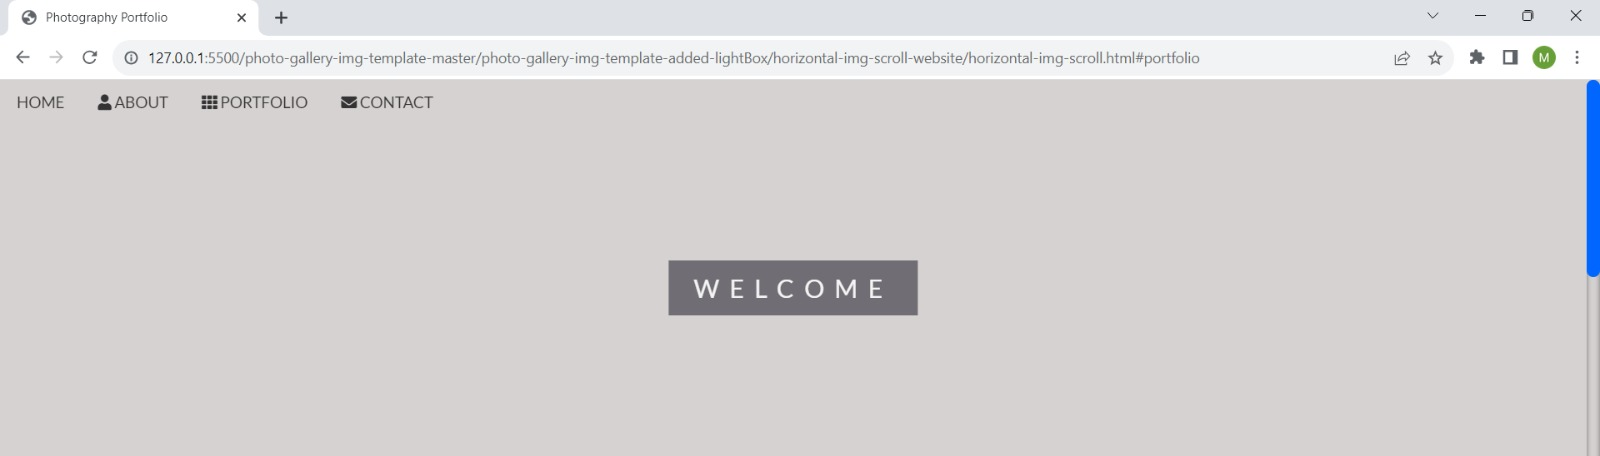 Photography Portfolio
127.0.0.1:5500/photo-gallery-img-template-master/photo-gallery-img-template-added-lightBox/horizontal-img-scroll-website/horizontal-img-scroll.html#portfolio
M
HOME ABOUT PORTFOLIO CONTACT
WELCOME